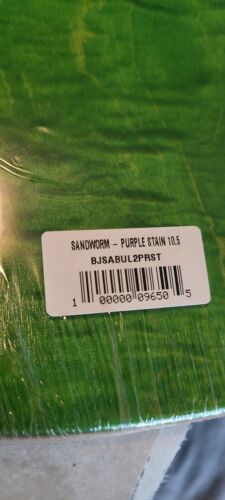 SANDWORM – PURPLE STAIN 10.5
BJSABUL2PRST
1 00000 09650 5